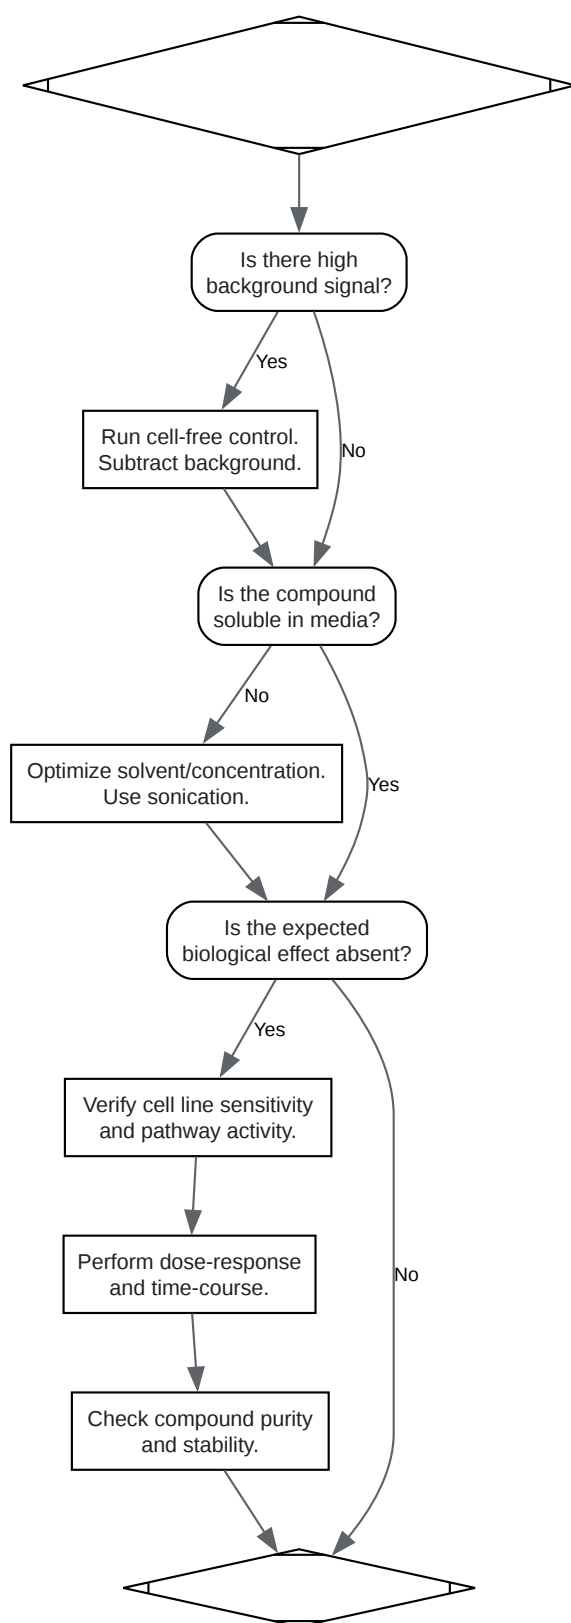 Is there high
background signal?
Yes
Run cell-free control.
Subtract background.
No
Is the compound
soluble in media?
No
Optimize solvent/concentration.
Use sonication.
Yes
Is the expected
biological effect absent?
Yes
Verify cell line sensitivity
and pathway activity.
Perform dose-response
and time-course.
No
Check compound purity
and stability.